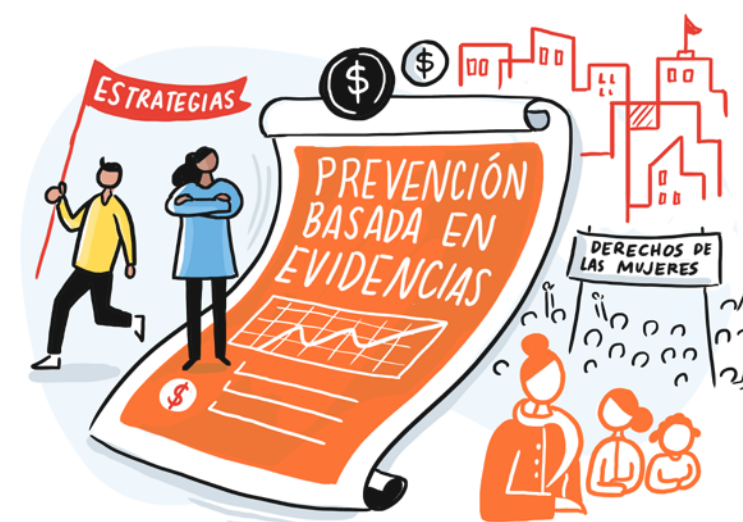 $
$
ESTRATEGIAS
PREVENCIÓN
BASADA EN
EVIDENCIAS
DERECHOS DE
LAS MUJERES
$